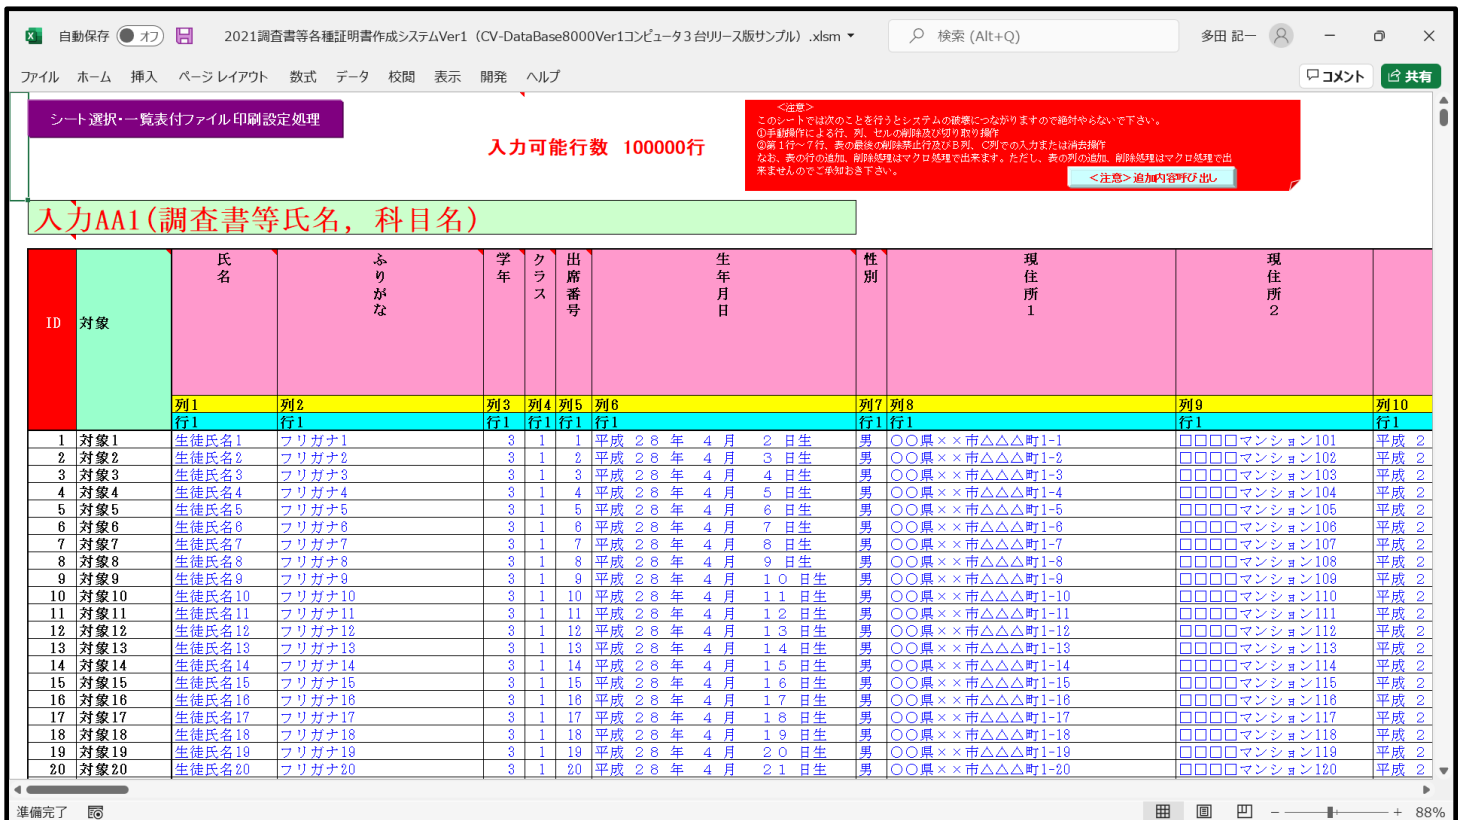 自動保存 オフ 2021調査書等各種証明書作成システムVer1（CV-DataBase8000Ver1コンピュータ３台リリース版サンプル）.xlsm 検索 (Alt+Q) 多田 記一
ファイル ホーム 挿入 ページ レイアウト 数式 データ 校閲 表示 開発 ヘルプ コメント 共有
シート選択・一覧表付ファイル印刷設定処理
入力可能行数 100000行
＜注意＞
このシートでは次のことを行うとシステムの破壊につながりますので絶対やらないで下さい。
①手動操作による行、列、セルの削除及び切り取り操作
②第１行～７行、表の最後の削除禁止行及びＢ列、Ｃ列での入力または消去操作
なお、表の行の追加、削除処理はマクロ処理で出来ます。ただし、表の列の追加、削除処理はマクロ処理で出
来ませんのでご承知おき下さい。
＜注意＞追加内容呼び出し
入力AA1(調査書等氏名，科目名)
ID 対象 氏名 ふりがな 学年 クラス 出席番号 生年月日 性別 現住所１ 現住所２
列1 列2 列3 列4 列5 列6 列7 列8 列9 列10
行1 行1 行1 行1 行1 行1 行1 行1 行1 行1
1 対象1 生徒氏名1 フリガナ1 3 1 1 平成 ２８ 年 ４ 月 ２ 日生 男 〇〇県××市△△△町1-1 □□□□マンション101 平成 ２
2 対象2 生徒氏名2 フリガナ2 3 1 2 平成 ２８ 年 ４ 月 ３ 日生 男 〇〇県××市△△△町1-2 □□□□マンション102 平成 ２
3 対象3 生徒氏名3 フリガナ3 3 1 3 平成 ２８ 年 ４ 月 ４ 日生 男 〇〇県××市△△△町1-3 □□□□マンション103 平成 ２
4 対象4 生徒氏名4 フリガナ4 3 1 4 平成 ２８ 年 ４ 月 ５ 日生 男 〇〇県××市△△△町1-4 □□□□マンション104 平成 ２
5 対象5 生徒氏名5 フリガナ5 3 1 5 平成 ２８ 年 ４ 月 ６ 日生 男 〇〇県××市△△△町1-5 □□□□マンション105 平成 ２
6 対象6 生徒氏名6 フリガナ6 3 1 6 平成 ２８ 年 ４ 月 ７ 日生 男 〇〇県××市△△△町1-6 □□□□マンション106 平成 ２
7 対象7 生徒氏名7 フリガナ7 3 1 7 平成 ２８ 年 ４ 月 ８ 日生 男 〇〇県××市△△△町1-7 □□□□マンション107 平成 ２
8 対象8 生徒氏名8 フリガナ8 3 1 8 平成 ２８ 年 ４ 月 ９ 日生 男 〇〇県××市△△△町1-8 □□□□マンション108 平成 ２
9 対象9 生徒氏名9 フリガナ9 3 1 9 平成 ２８ 年 ４ 月 １０ 日生 男 〇〇県××市△△△町1-9 □□□□マンション109 平成 ２
10 対象10 生徒氏名10 フリガナ10 3 1 10 平成 ２８ 年 ４ 月 １１ 日生 男 〇〇県××市△△△町1-10 □□□□マンション110 平成 ２
11 対象11 生徒氏名11 フリガナ11 3 1 11 平成 ２８ 年 ４ 月 １２ 日生 男 〇〇県××市△△△町1-11 □□□□マンション111 平成 ２
12 対象12 生徒氏名12 フリガナ12 3 1 12 平成 ２８ 年 ４ 月 １３ 日生 男 〇〇県××市△△△町1-12 □□□□マンション112 平成 ２
13 対象13 生徒氏名13 フリガナ13 3 1 13 平成 ２８ 年 ４ 月 １４ 日生 男 〇〇県××市△△△町1-13 □□□□マンション113 平成 ２
14 対象14 生徒氏名14 フリガナ14 3 1 14 平成 ２８ 年 ４ 月 １５ 日生 男 〇〇県××市△△△町1-14 □□□□マンション114 平成 ２
15 対象15 生徒氏名15 フリガナ15 3 1 15 平成 ２８ 年 ４ 月 １６ 日生 男 〇〇県××市△△△町1-15 □□□□マンション115 平成 ２
16 対象16 生徒氏名16 フリガナ16 3 1 16 平成 ２８ 年 ４ 月 １７ 日生 男 〇〇県××市△△△町1-16 □□□□マンション116 平成 ２
17 対象17 生徒氏名17 フリガナ17 3 1 17 平成 ２８ 年 ４ 月 １８ 日生 男 〇〇県××市△△△町1-17 □□□□マンション117 平成 ２
18 対象18 生徒氏名18 フリガナ18 3 1 18 平成 ２８ 年 ４ 月 １９ 日生 男 〇〇県××市△△△町1-18 □□□□マンション118 平成 ２
19 対象19 生徒氏名19 フリガナ19 3 1 19 平成 ２８ 年 ４ 月 ２０ 日生 男 〇〇県××市△△△町1-19 □□□□マンション119 平成 ２
20 対象20 生徒氏名20 フリガナ20 3 1 20 平成 ２８ 年 ４ 月 ２１ 日生 男 〇〇県××市△△△町1-20 □□□□マンション120 平成 ２
準備完了 88%